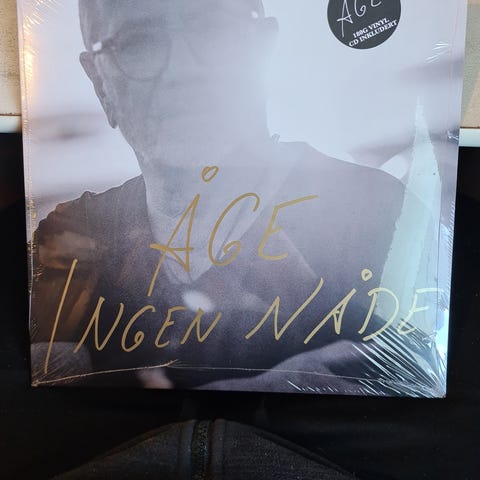 ÅGE
180G VINYL
CD INKLUDERT
ÅGE
INGEN NÅDE